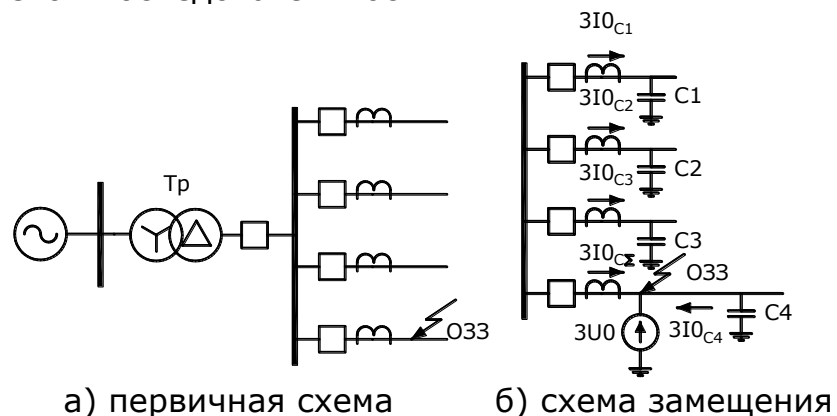 3I0C1
C1
3I0C2
Тр
C2
3I0C3
C3
3I0CΣ
ОЗЗ
ОЗЗ
3U0
3I0C4
C4
а) первичная схема
б) схема замещения